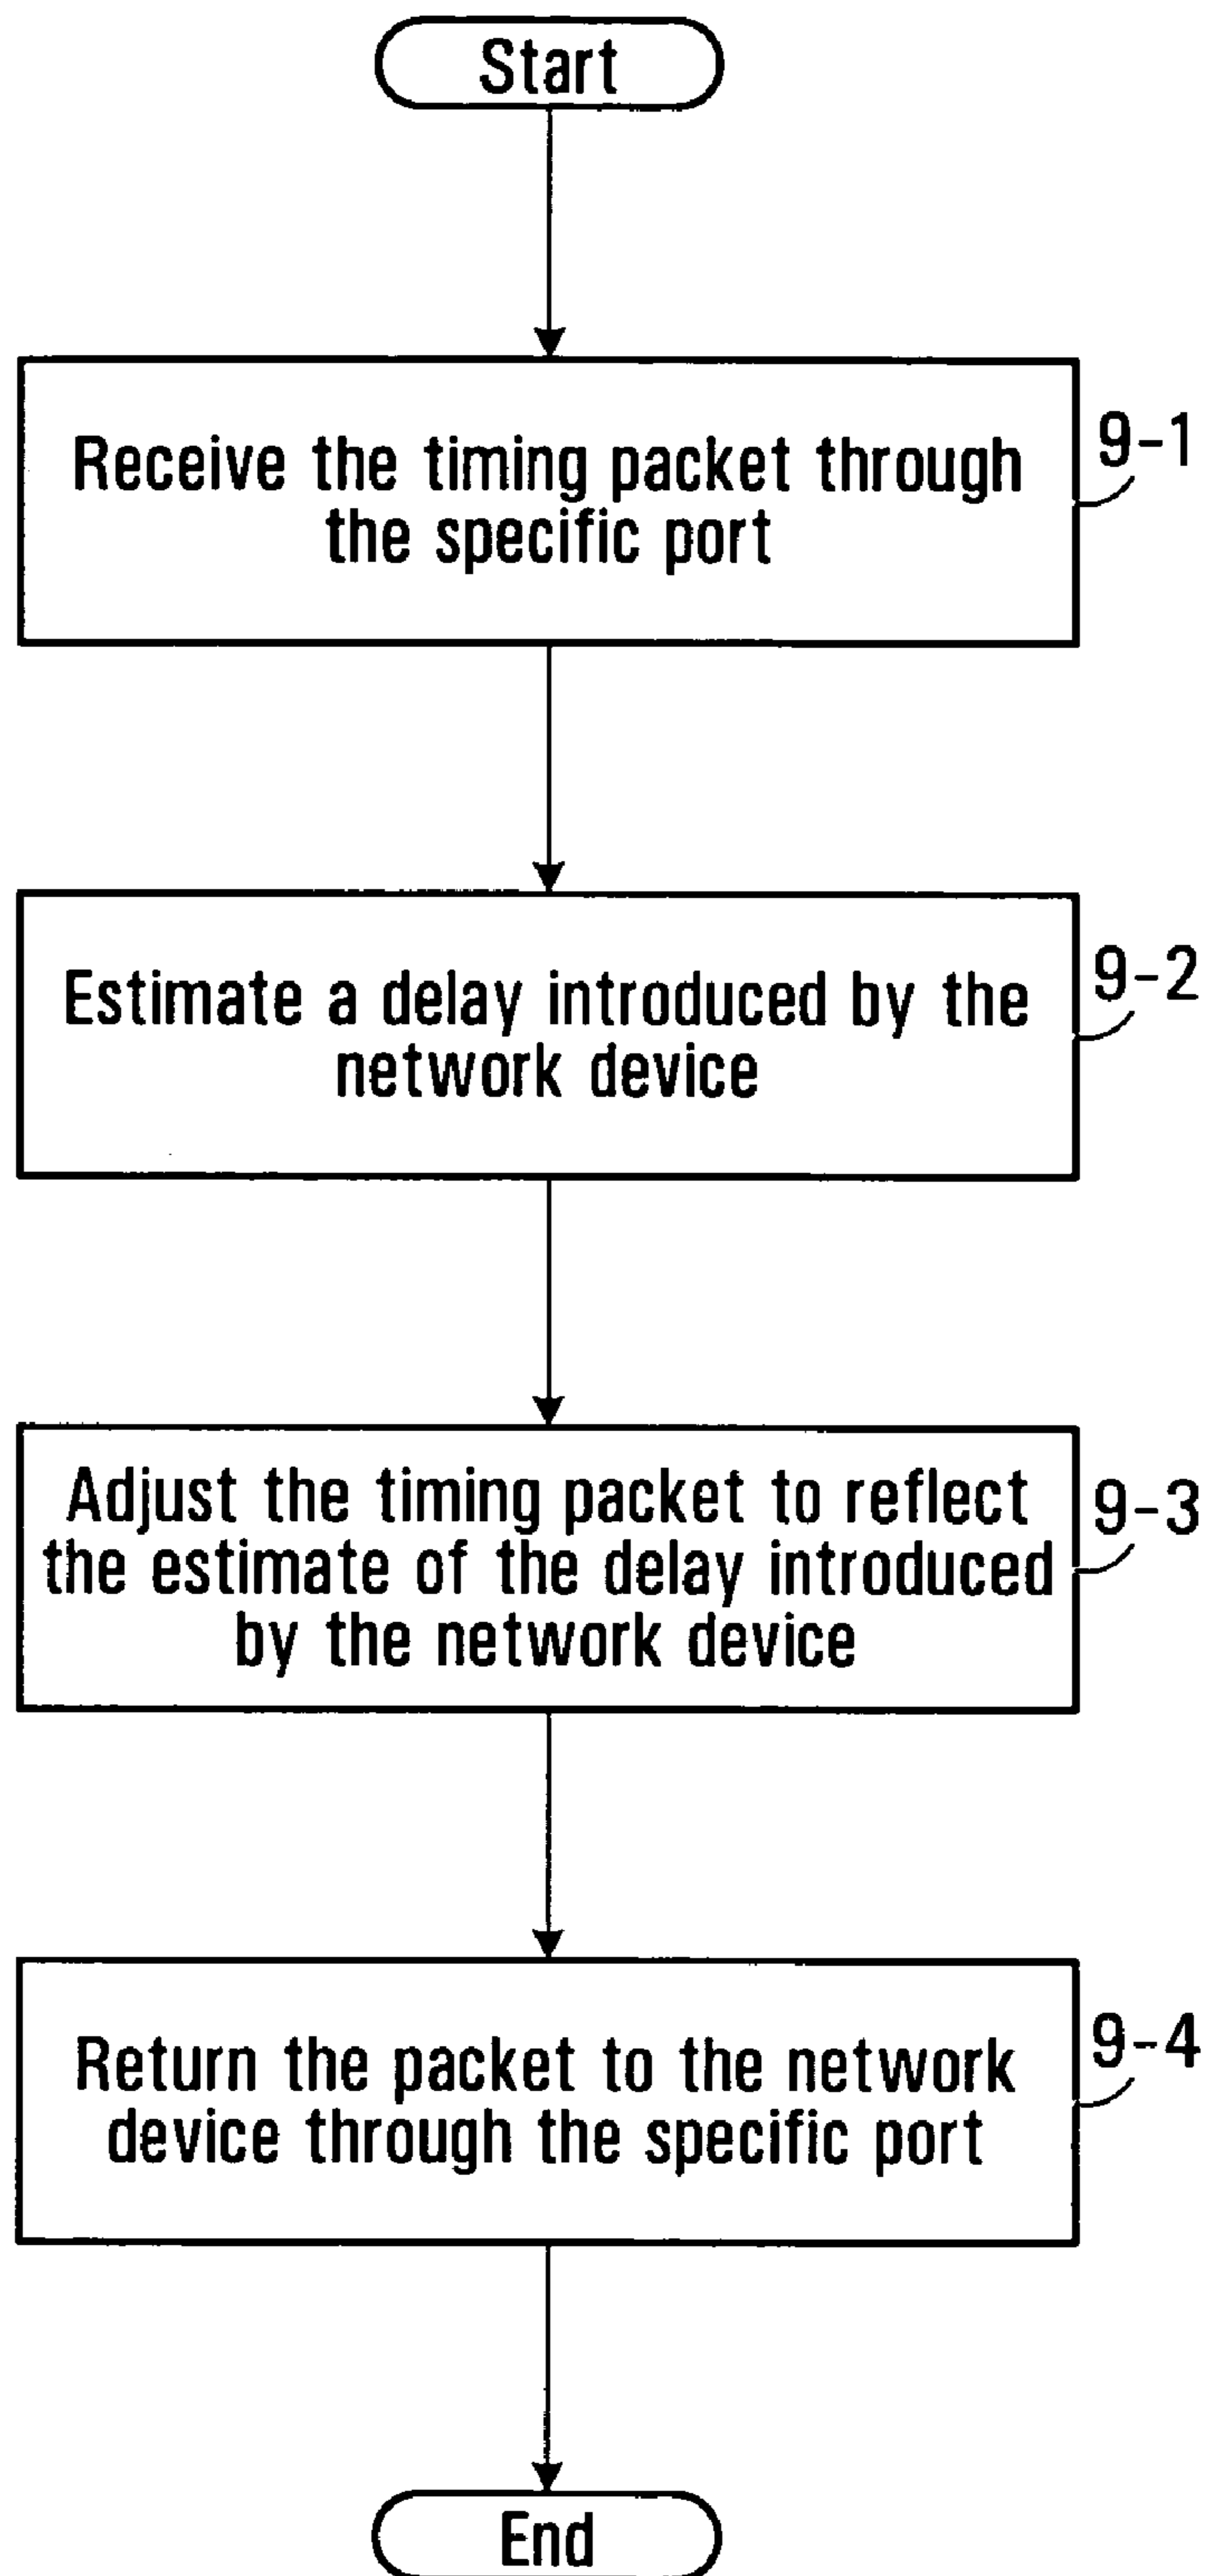 Start
Receive the timing packet through
the specific port
9-1
Estimate a delay introduced by the
network device
9-2
Adjust the timing packet to reflect
the estimate of the delay introduced
by the network device
9-3
Return the packet to the network
device through the specific port
9-4
End